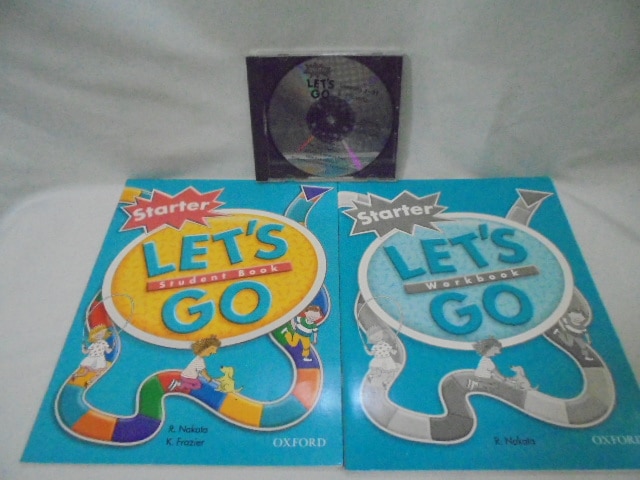 LET'S
GO
Starter
LET'S
Student Book
GO
R. Nakata
K. Frazier
OXFORD
Starter
LET'S
Workbook
GO
R. Nakata
OXFORD